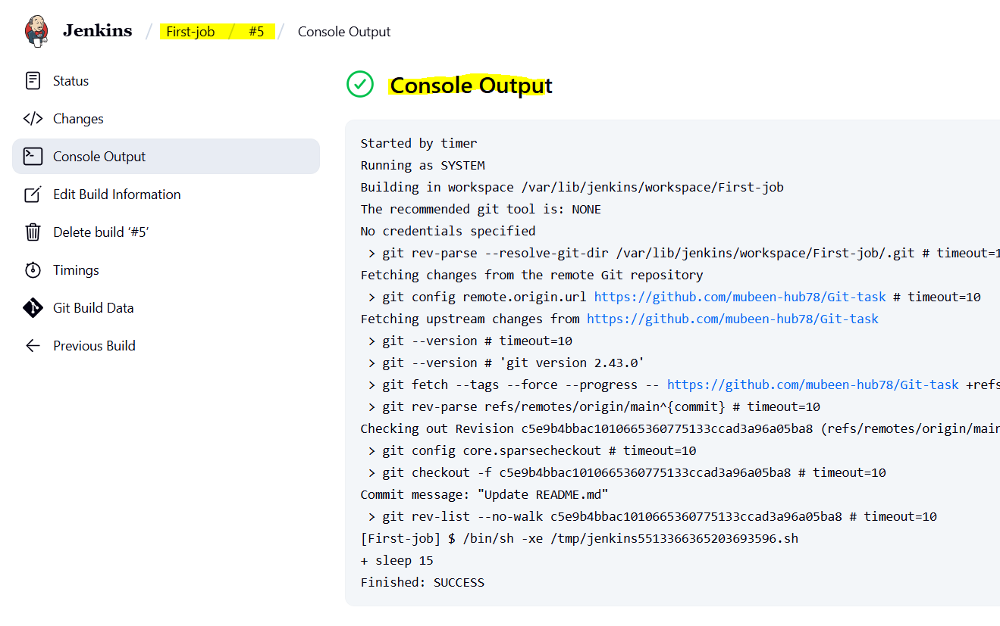 Jenkins / First-job / #5 / Console Output
Status
Changes
Console Output
Edit Build Information
Delete build ‘#5’
Timings
Git Build Data
Previous Build
Console Output
Started by timer
Running as SYSTEM
Building in workspace /var/lib/jenkins/workspace/First-job
The recommended git tool is: NONE
No credentials specified
> git rev-parse --resolve-git-dir /var/lib/jenkins/workspace/First-job/.git # timeout=1
Fetching changes from the remote Git repository
> git config remote.origin.url https://github.com/mubeen-hub78/Git-task # timeout=10
Fetching upstream changes from https://github.com/mubeen-hub78/Git-task
> git --version # timeout=10
> git --version # 'git version 2.43.0'
> git fetch --tags --force --progress -- https://github.com/mubeen-hub78/Git-task +refs
> git rev-parse refs/remotes/origin/main^{commit} # timeout=10
Checking out Revision c5e9b4bbac1010665360775133ccad3a96a05ba8 (refs/remotes/origin/main
> git config core.sparsecheckout # timeout=10
> git checkout -f c5e9b4bbac1010665360775133ccad3a96a05ba8 # timeout=10
Commit message: "Update README.md"
> git rev-list --no-walk c5e9b4bbac1010665360775133ccad3a96a05ba8 # timeout=10
[First-job] $ /bin/sh -xe /tmp/jenkins5513366365203693596.sh
+ sleep 15
Finished: SUCCESS